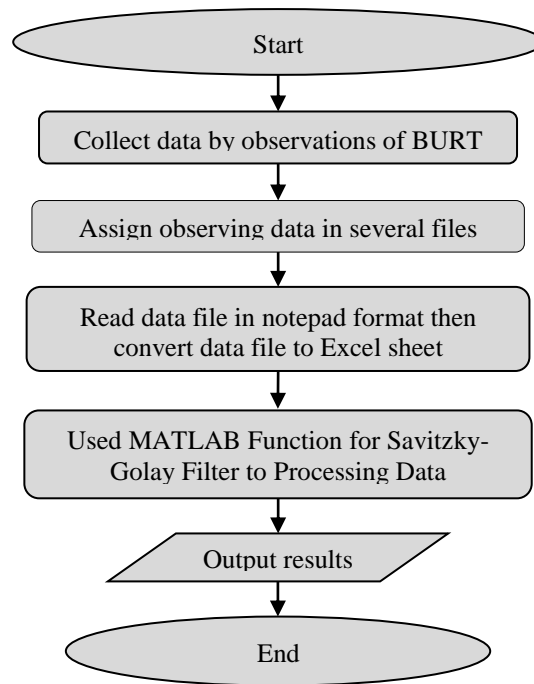 Start
Collect data by observations of BURT
Assign observing data in several files
Read data file in notepad format then
convert data file to Excel sheet
Used MATLAB Function for Savitzky-
Golay Filter to Processing Data
Output results
End